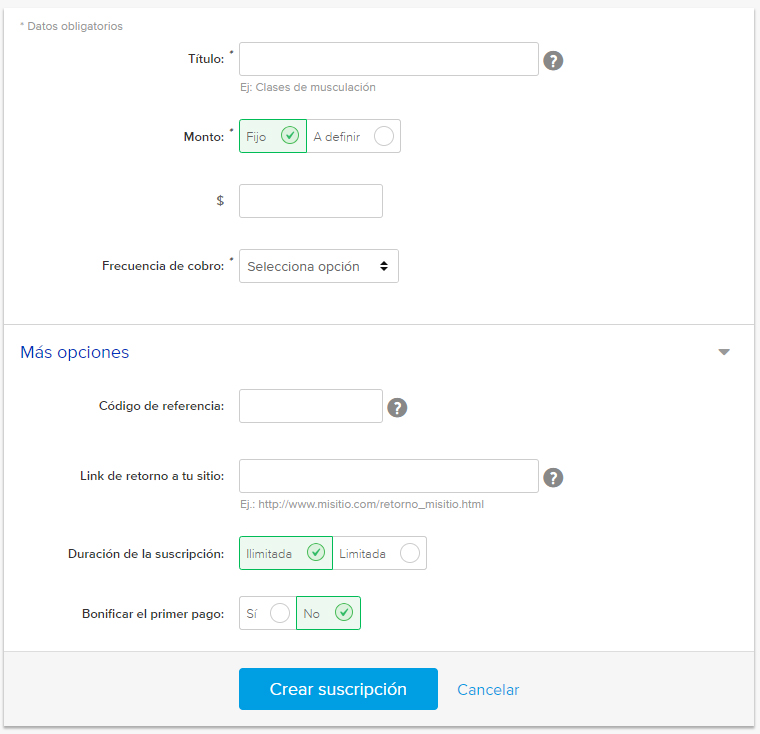 * Datos obligatorios
Título: *
?
Ej: Clases de musculación
Monto: * Fijo A definir
$
Frecuencia de cobro: * Selecciona opción
Más opciones
Código de referencia: ?
Link de retorno a tu sitio: ?
Ej.: http://www.misitio.com/retorno_misitio.html
Duración de la suscripción: Ilimitada Limitada
Bonificar el primer pago: Sí No
Crear suscripción Cancelar